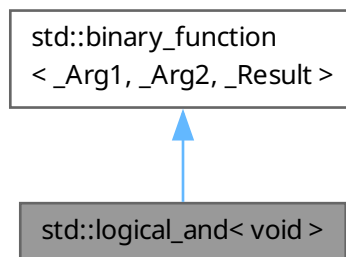 std::binary_function
< _Arg1, _Arg2, _Result >
std::logical_and< void >